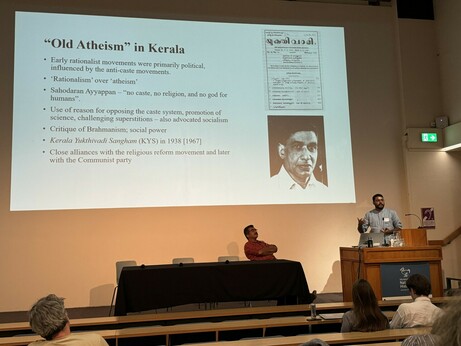 “Old Atheism” in Kerala
• Early rationalist movements were primarily political,
influenced by the anti-caste movements.
• ‘Rationalism’ over ‘atheism’
• Sahodaran Ayyappan – “no caste, no religion, and no god for
humans”.
• Use of reason for opposing the caste system, promotion of
science, challenging superstitions – also advocated socialism
• Critique of Brahmanism; social power
• Kerala Yukthivadi Sangham (KYS) in 1938 [1967]
• Close alliances with the religious reform movement and later
with the Communist party
യുക്തിവാദി